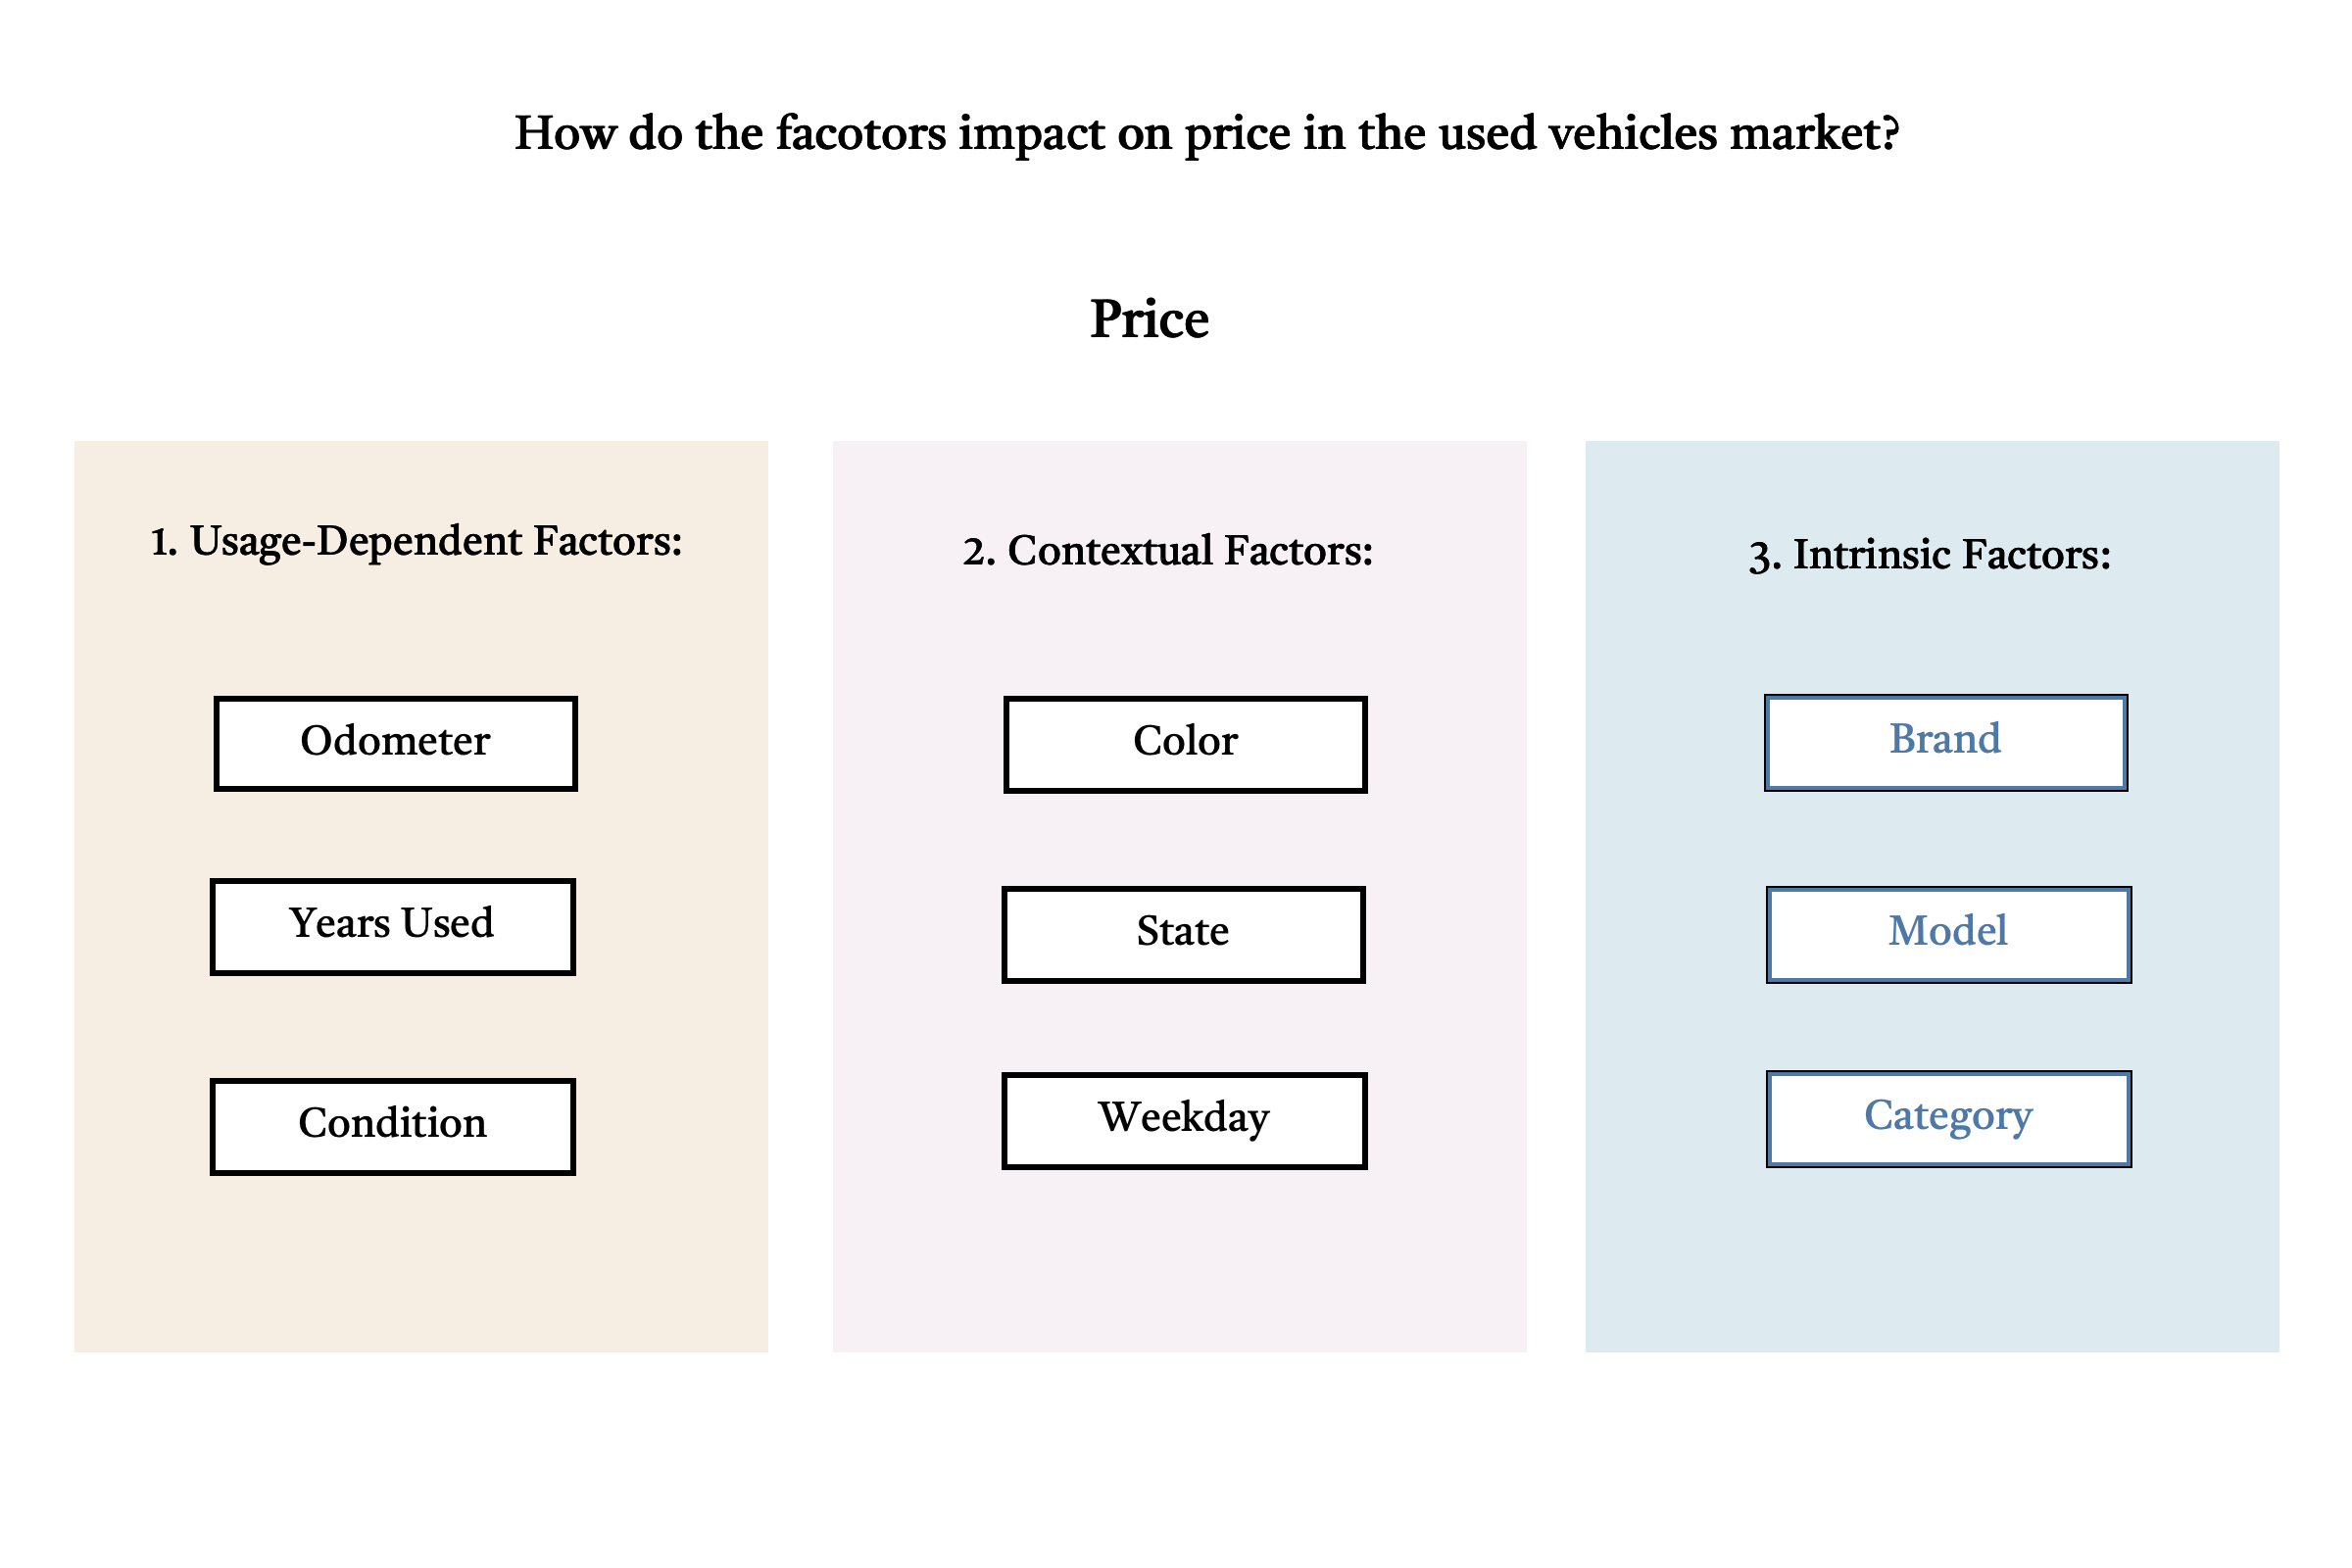 How do the facotors impact on price in the used vehicles market?
Price
1. Usage-Dependent Factors:
Odometer
Years Used
Condition
2. Contextual Factors:
Color
State
Weekday
3. Intrinsic Factors:
Brand
Model
Category